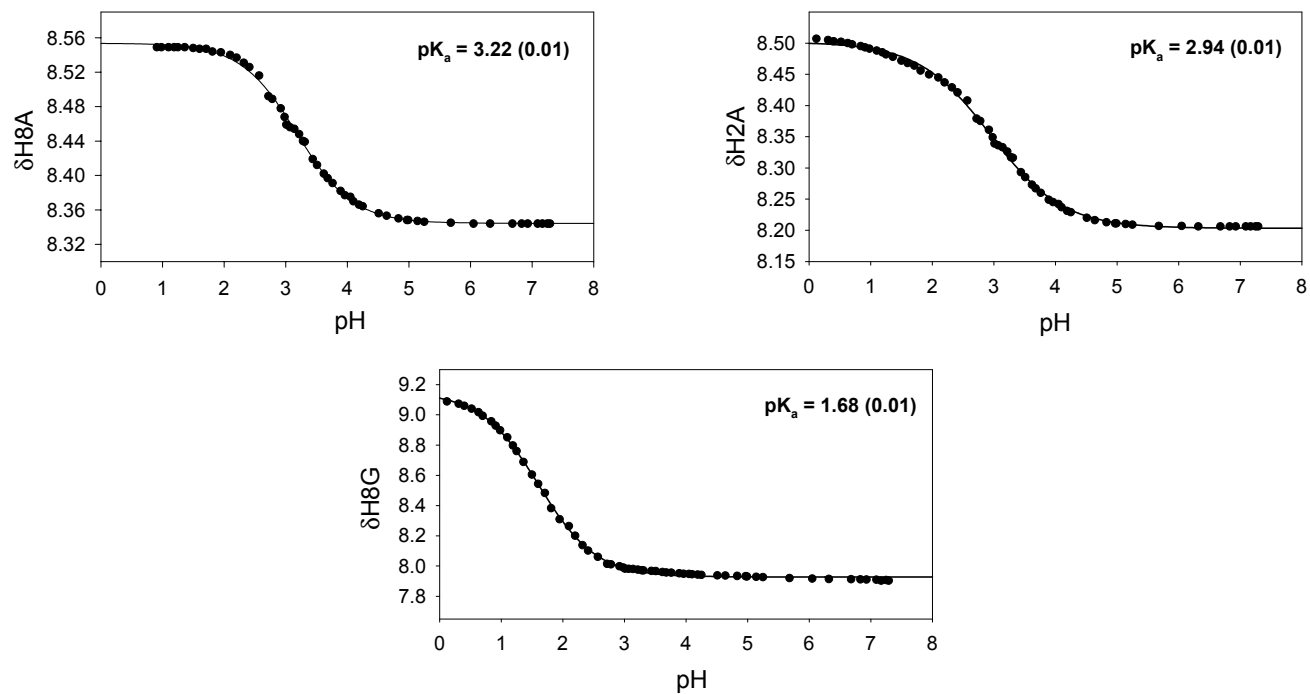 8.56
8.52
8.48
8.44
8.40
8.36
8.32
δH8A
pKa = 3.22 (0.01)
0 1 2 3 4 5 6 7 8
pH
8.50
8.45
8.40
8.35
8.30
8.25
8.20
8.15
δH2A
pKa = 2.94 (0.01)
0 1 2 3 4 5 6 7 8
pH
9.2
9.0
8.8
8.6
8.4
8.2
8.0
7.8
δH8G
pKa = 1.68 (0.01)
0 1 2 3 4 5 6 7 8
pH